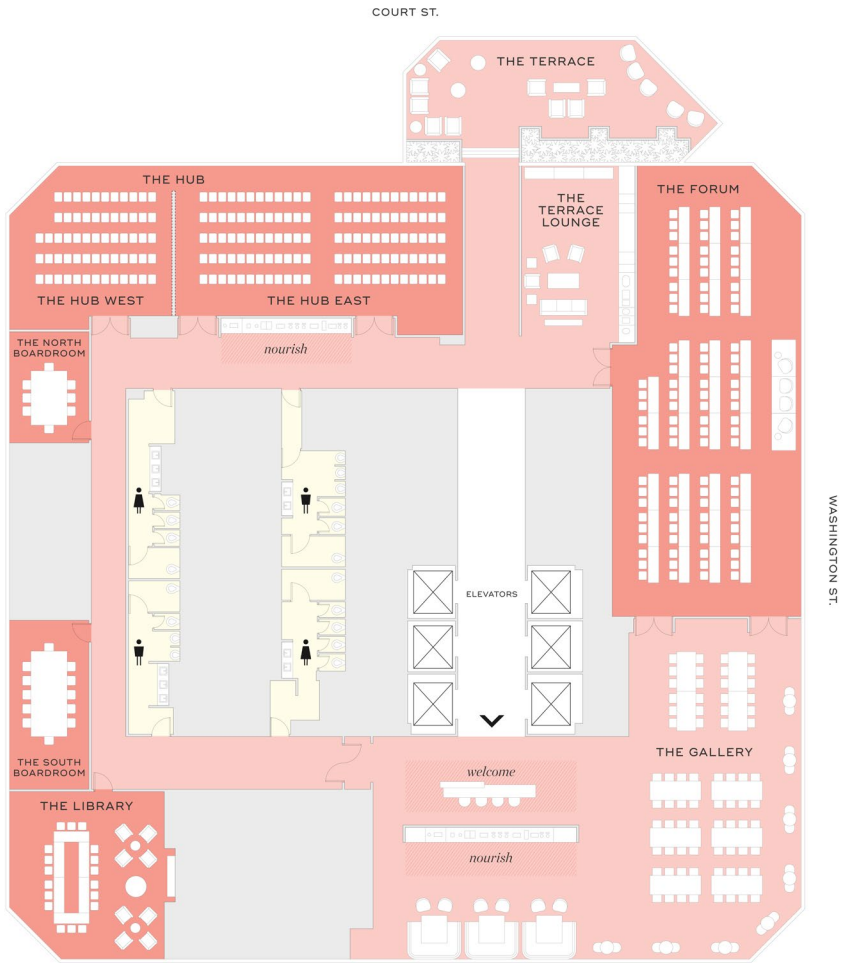 COURT ST.
THE TERRACE
THE HUB
THE
TERRACE
LOUNGE
THE FORUM
THE HUB WEST
THE HUB EAST
THE NORTH
BOARDROOM
nourish
WASHINGTON ST.
ELEVATORS
THE SOUTH
BOARDROOM
THE GALLERY
welcome
THE LIBRARY
nourish